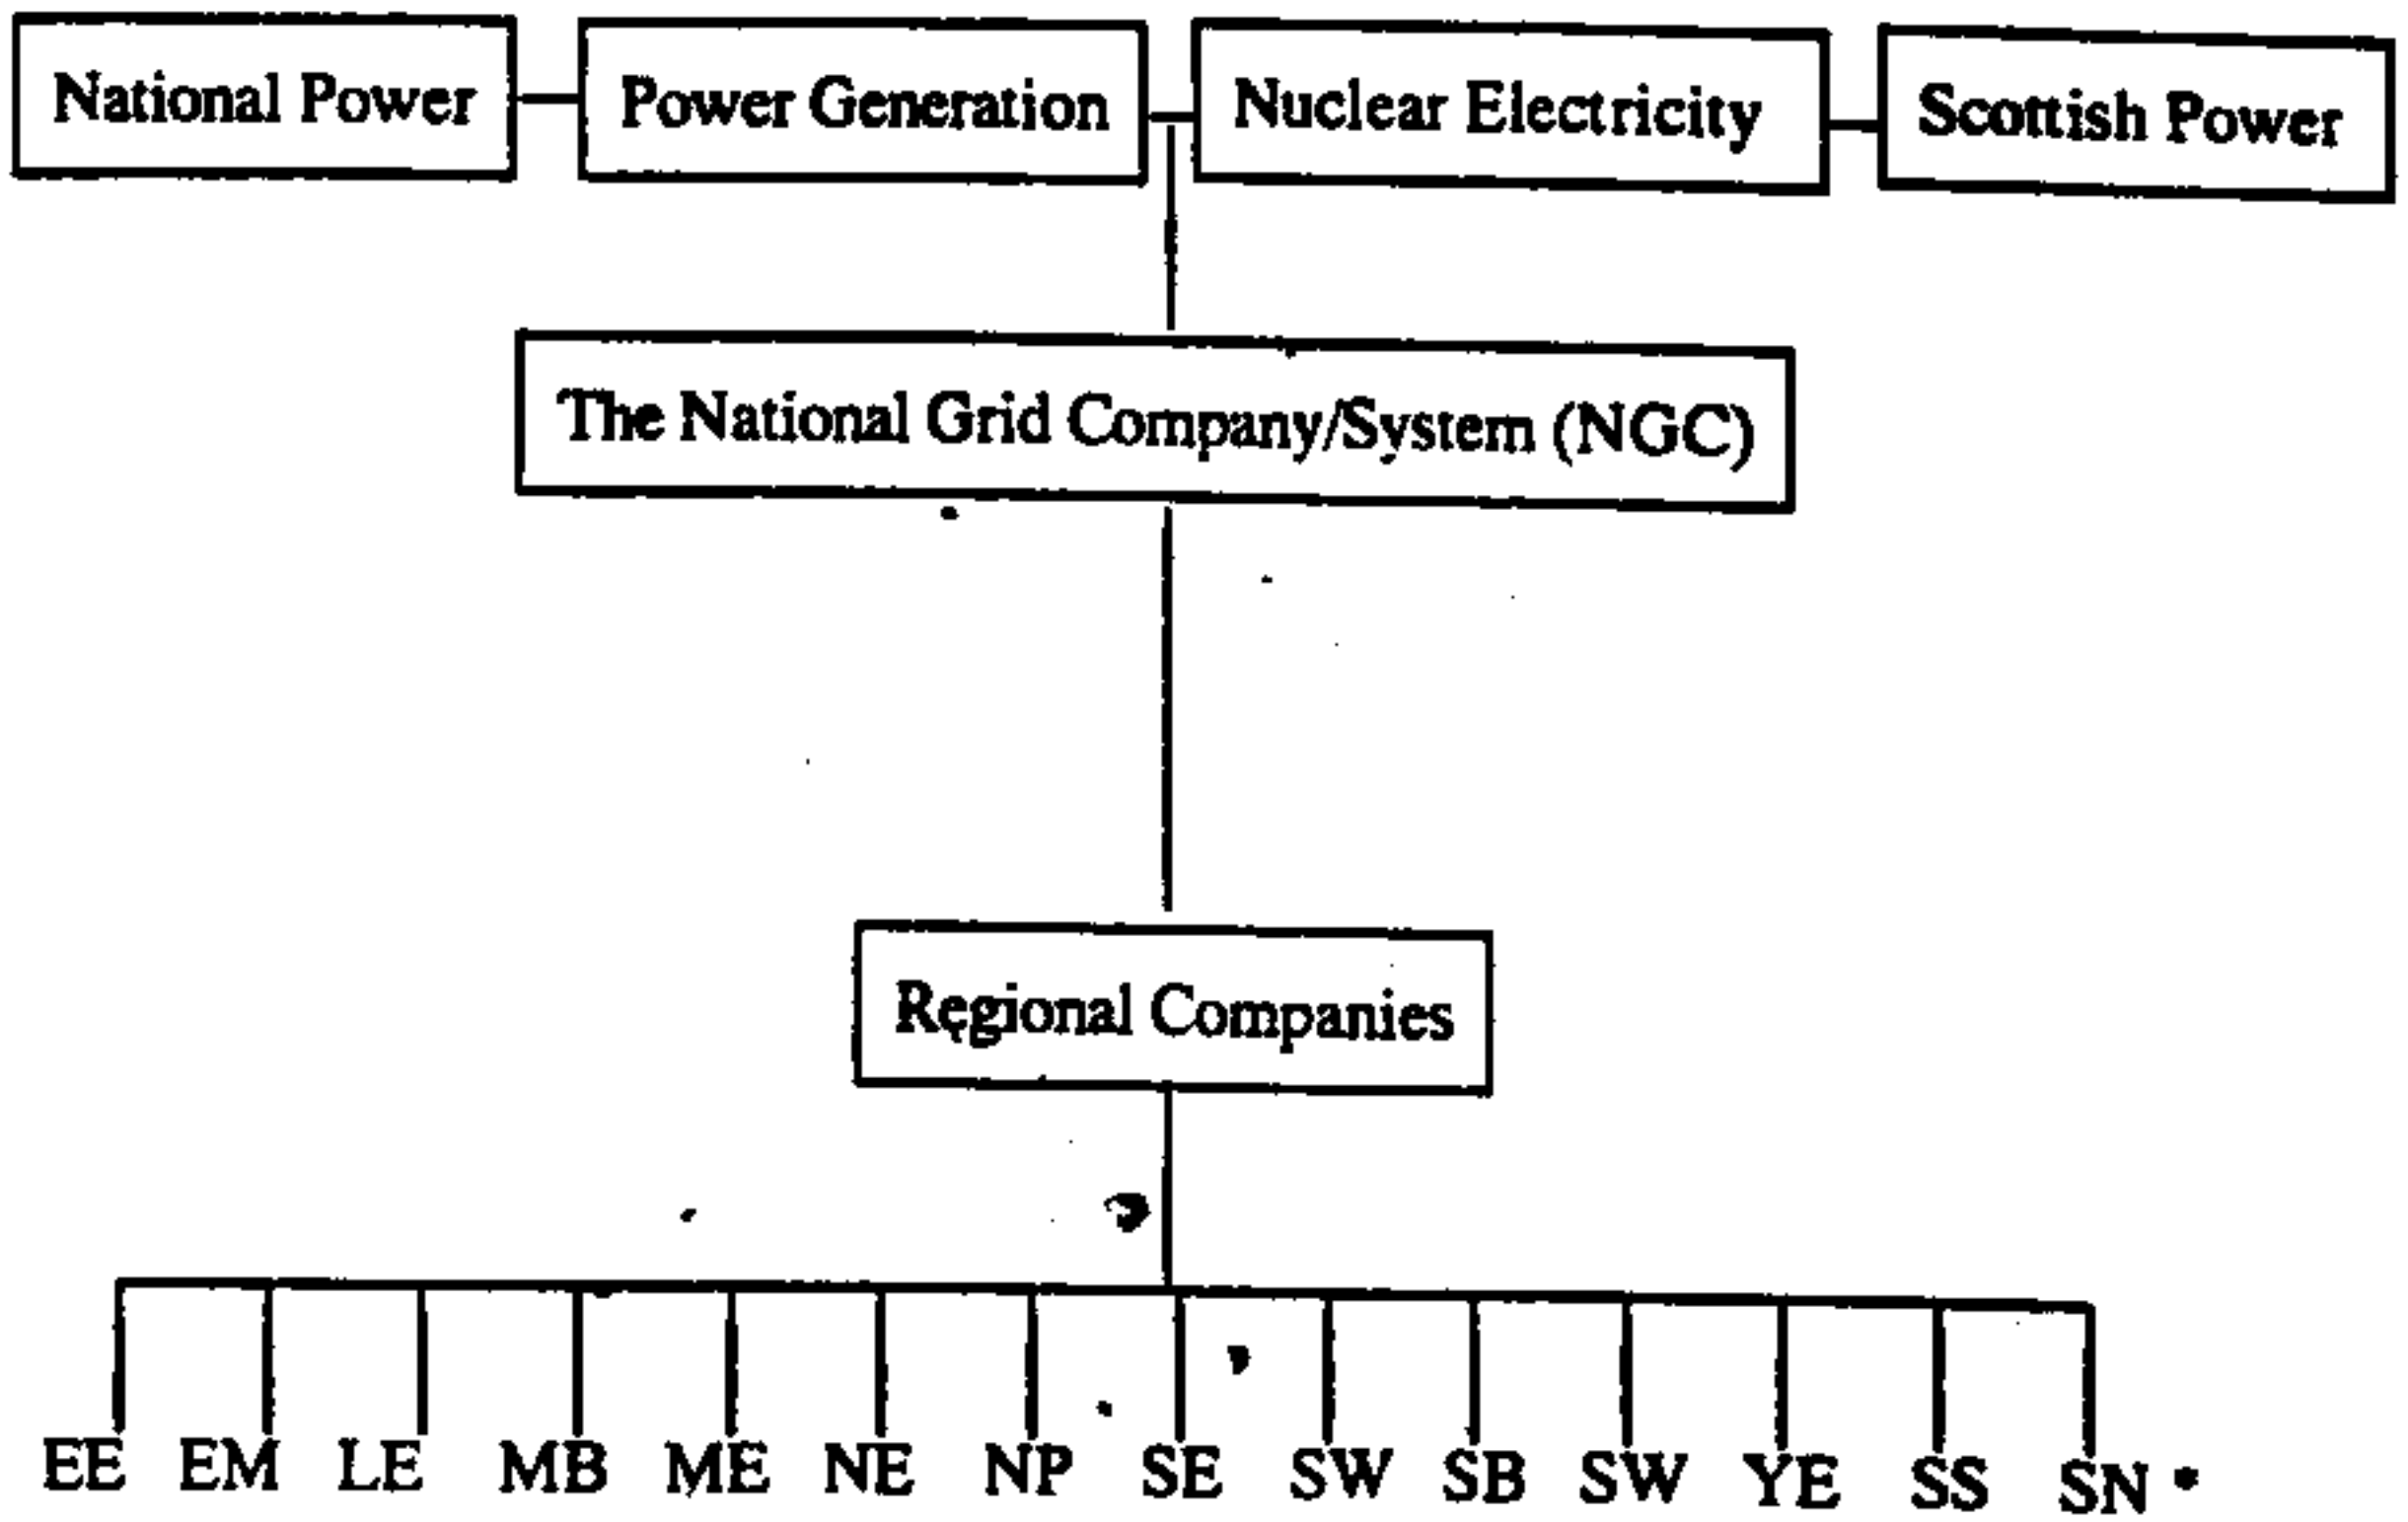 National Power Power Generation Nuclear Electricity Scottish Power
The National Grid Company/System (NGC)
Regional Companies
EE EM LE MB ME NE NP SE SW SB SW YE SS SN